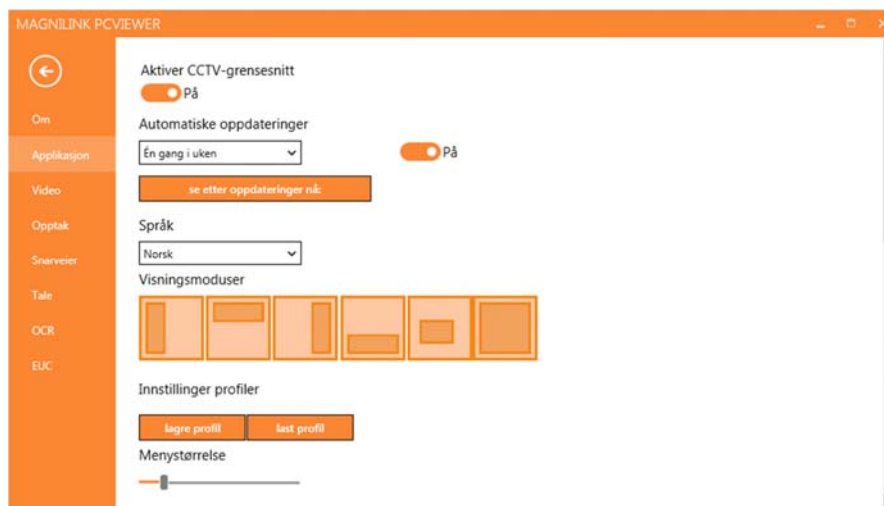 MAGNILINK PCVIEWER
Om
Applikasjon
Video
Opptak
Snarveier
Tale
OCR
EUC
Aktiver CCTV-grensesnitt
På
Automatiske oppdateringer
Én gang i uken
På
se etter oppdateringer nå:
Språk
Norsk
Visningsmoduser
Innstillinger profiler
lagre profil last profil
Menystørrelse